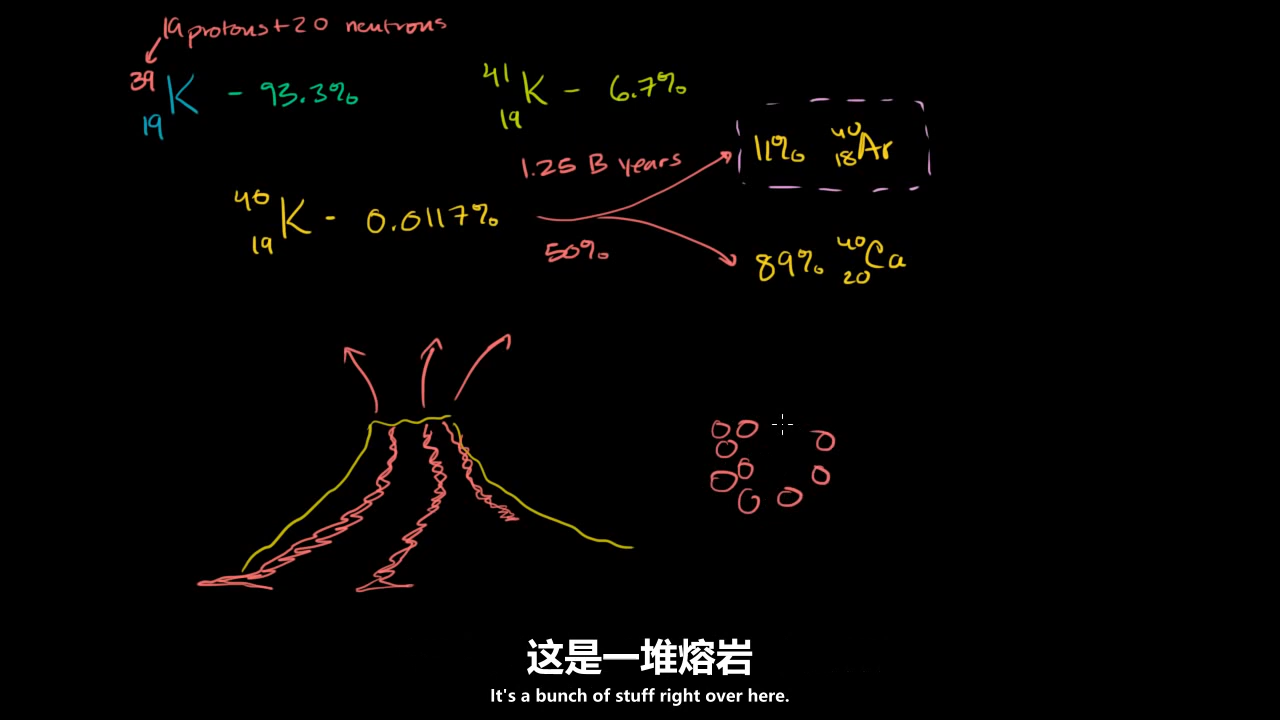 19 protons + 20 neutrons
39 19 K - 93.3%
41 19 K - 6.7%
11% 40 18 Ar
1.25 B years
40 19 K - 0.0117%
50%
89% 40 20 Ca
这是一堆熔岩
It's a bunch of stuff right over here.